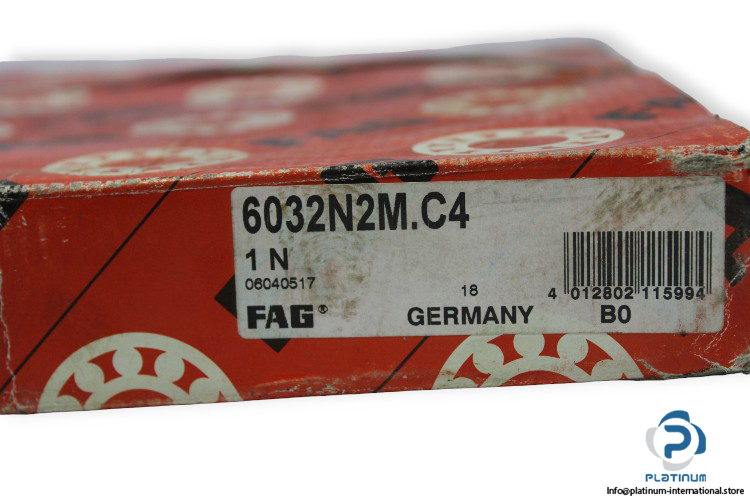 6032N2M.C4
1 N
06040517
18
4 012802 115994
FAG®
GERMANY
B0
PLATINUM
Info@platinum-international.store